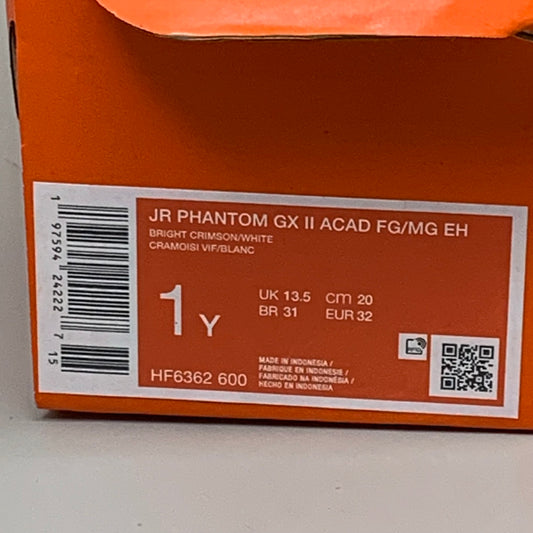 JR PHANTOM GX II ACAD FG/MG EH
BRIGHT CRIMSON/WHITE
CRAMOISI VIF/BLANC
1 Y
UK 13.5 cm 20
BR 31 EUR 32
HF6362 600
MADE IN INDONESIA /
FABRIQUE EN INDONESIE /
FABRICADO NA INDONÉSIA /
HECHO EN INDONESIA
1 97594 24222 7 15